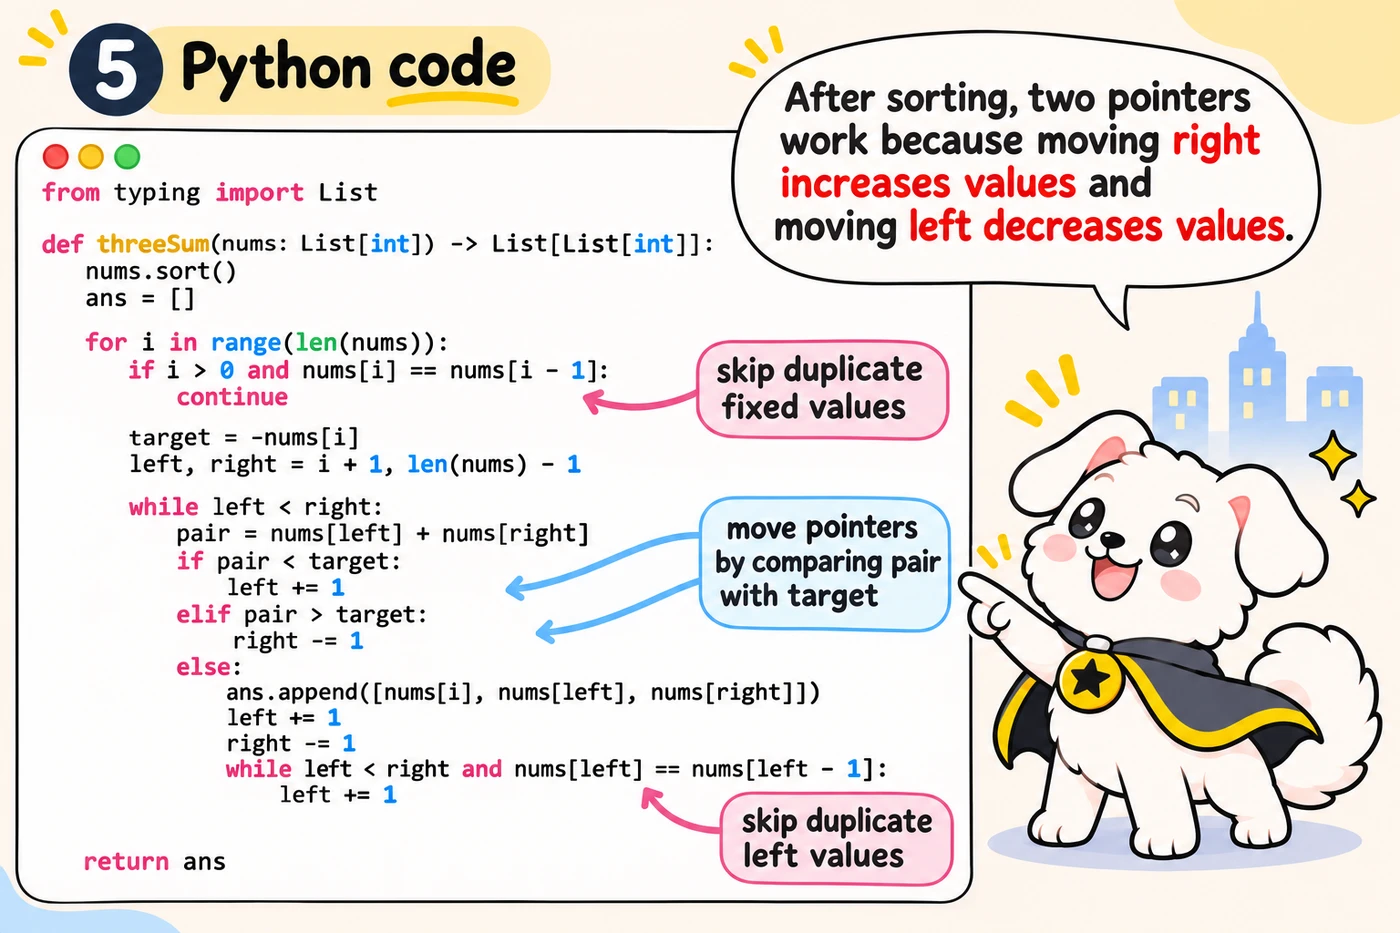 5 Python code
After sorting, two pointers
work because moving right
increases values and
moving left decreases values.
from typing import List
def threeSum(nums: List[int]) -> List[List[int]]:
    nums.sort()
    ans = []
    for i in range(len(nums)):
        if i > 0 and nums[i] == nums[i - 1]:
            continue
skip duplicate
fixed values
        target = -nums[i]
        left, right = i + 1, len(nums) - 1
        while left < right:
            pair = nums[left] + nums[right]
            if pair < target:
                left += 1
            elif pair > target:
                right -= 1
move pointers
by comparing pair
with target
            else:
                ans.append([nums[i], nums[left], nums[right]])
                left += 1
                right -= 1
                while left < right and nums[left] == nums[left - 1]:
                    left += 1
skip duplicate
left values
    return ans